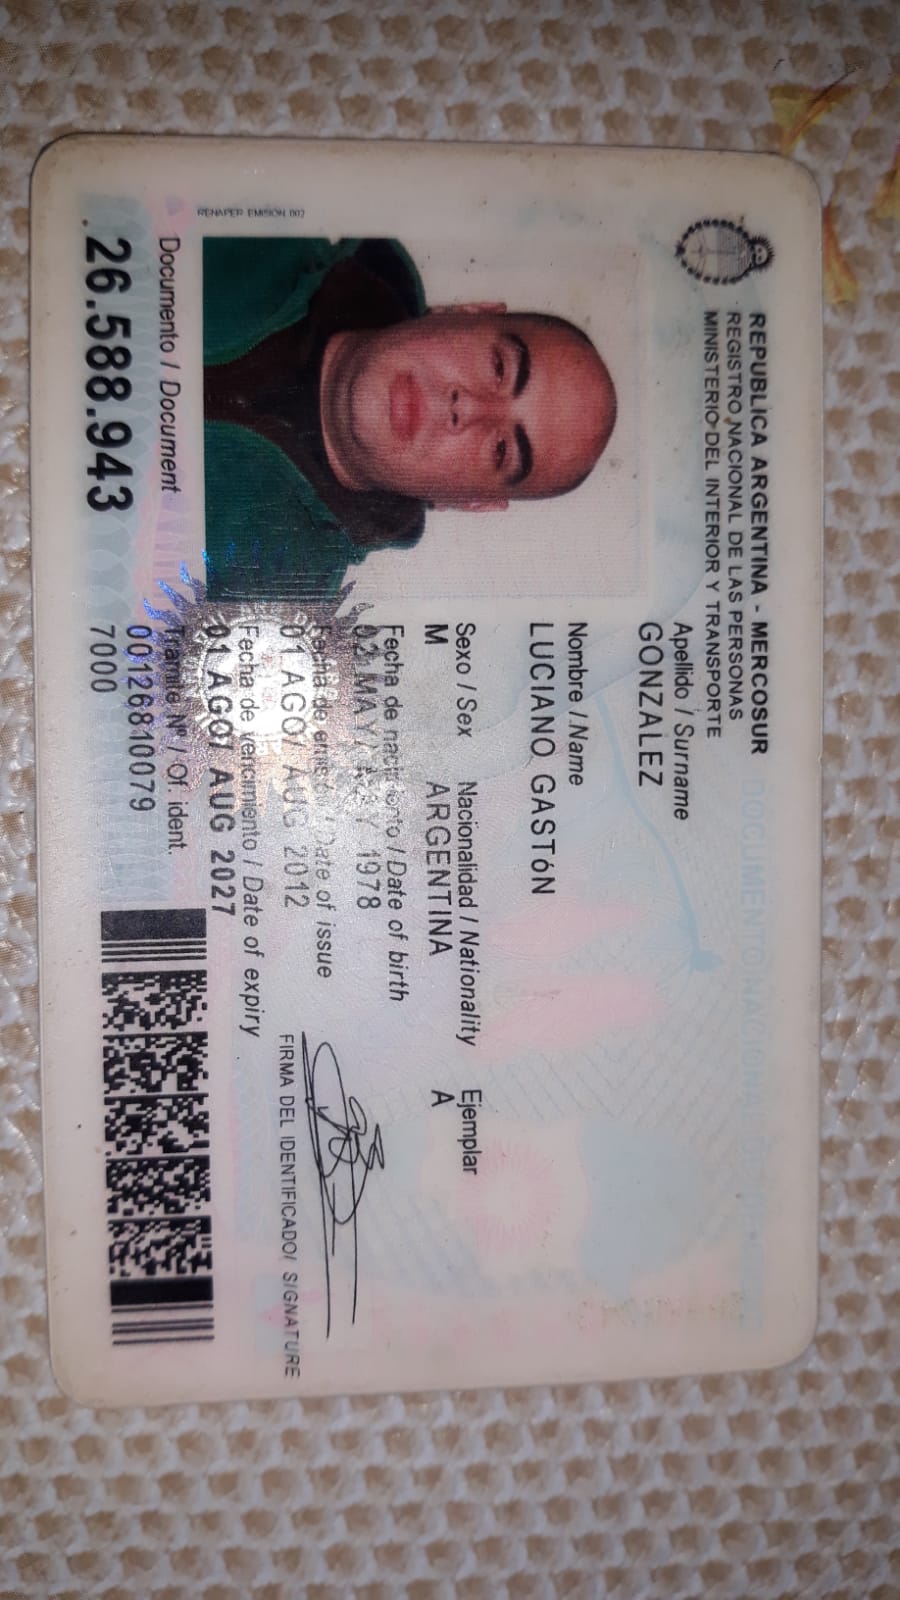 REPUBLICA ARGENTINA - MERCOSUR
REGISTRO NACIONAL DE LAS PERSONAS
MINISTERIO DEL INTERIOR Y TRANSPORTE
Apellido / Surname
GONZALEZ
Nombre / Name
LUCIANO GASTóN
Sexo / Sex Nacionalidad / Nationality Ejemplar
M ARGENTINA A
Fecha de nacimiento / Date of birth
02 MAY/ MAY 1978
Fecha de emisión / Date of issue
01 AGO/ AUG 2012
Fecha de vencimiento / Date of expiry
01 AGO/ AUG 2027
FIRMA DEL IDENTIFICADO/ SIGNATURE
RENAPER EMISION 002
Documento / Document
26.588.943
Trámite Nº / Of. ident.
00126810079
7000